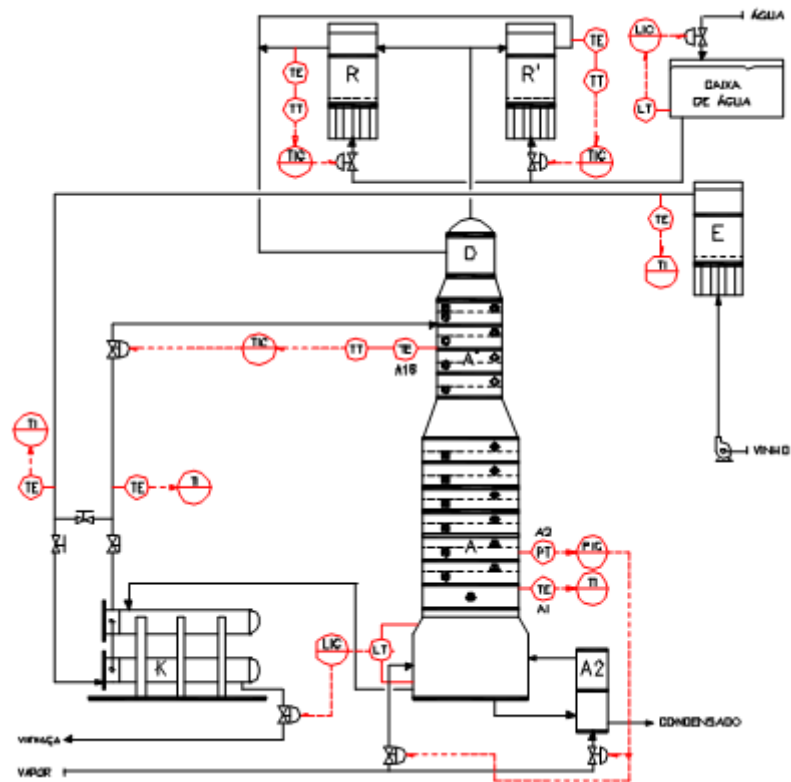 ÁGUA
LIC
TE
TE
R
R'
TT
TT
LT
CAIXA
DE ÁGUA
TIC
TIC
TE
E
TI
D
TIC
TT
TE
A'
A16
TI
TE
TE
TI
VINHO
A3
A
PT
PIC
TE
TI
A1
K
LIC
LT
A2
CONDENSADO
VINHAÇA
VAPOR